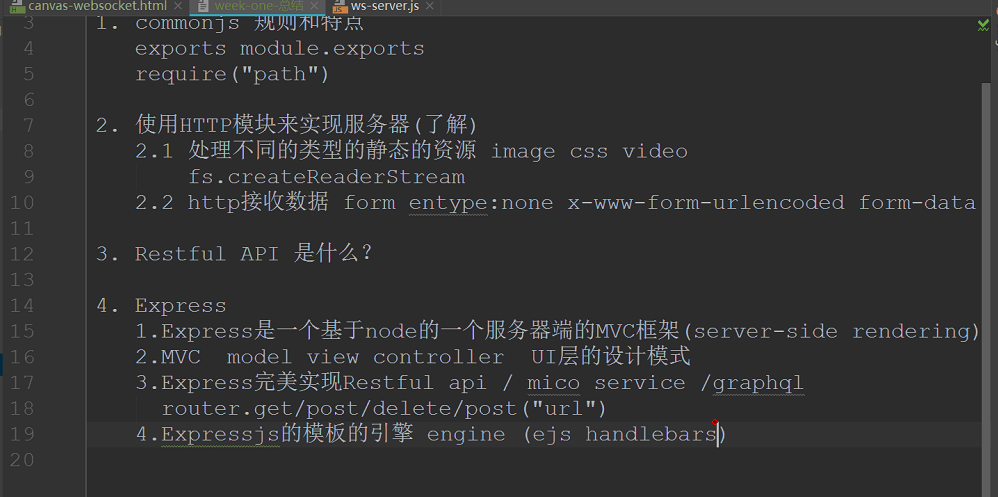 canvas-websocket.html week-one-总结 ws-server.js
3 1. commonjs 规则和特点
4 exports module.exports
5 require("path")
6
7 2. 使用HTTP模块来实现服务器(了解)
8 2.1 处理不同的类型的静态的资源 image css video
9 fs.createReaderStream
10 2.2 http接收数据 form entype:none x-www-form-urlencoded form-data
11
12 3. Restful API 是什么?
13
14 4. Express
15 1.Express是一个基于node的一个服务器端的MVC框架(server-side rendering)
16 2.MVC model view controller UI层的设计模式
17 3.Express完美实现Restful api / mico service /graphql
18 router.get/post/delete/post("url")
19 4.Expressjs的模板的引擎 engine (ejs handlebars)
20